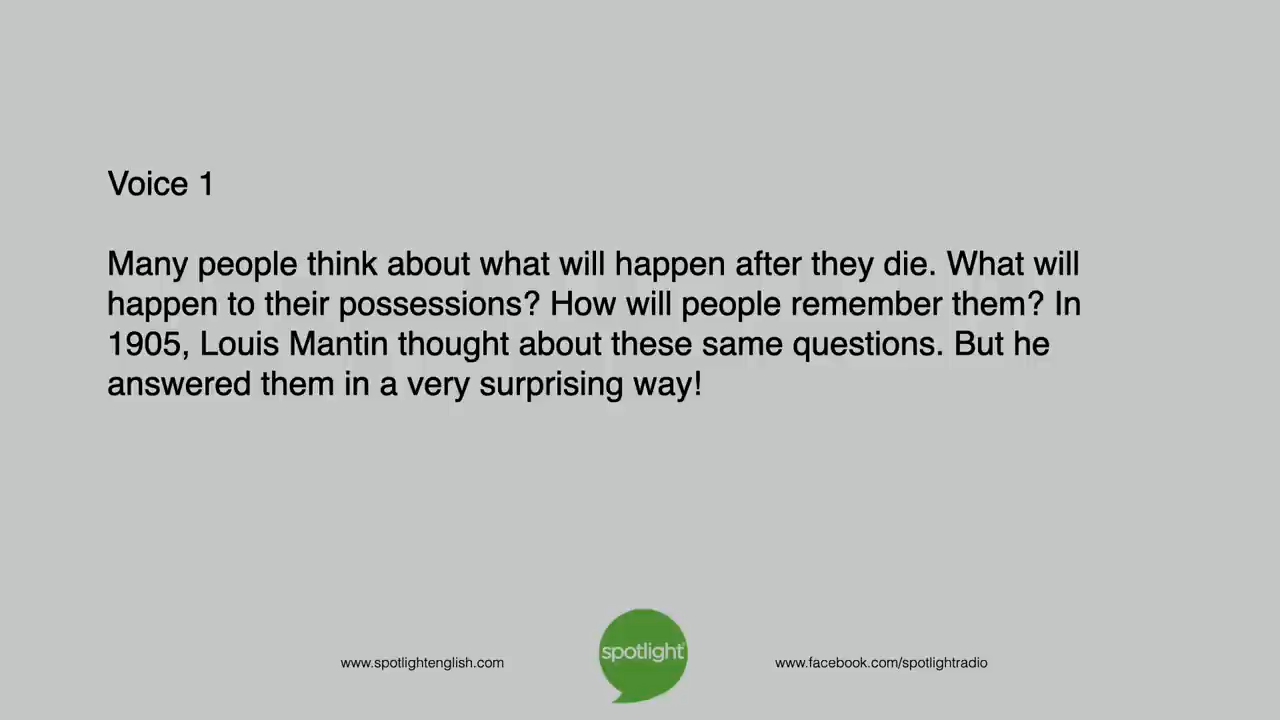 Voice 1
Many people think about what will happen after they die. What will
happen to their possessions? How will people remember them? In
1905, Louis Mantin thought about these same questions. But he
answered them in a very surprising way!
www.spotlightenglish.com
spotlight
www.facebook.com/spotlightradio